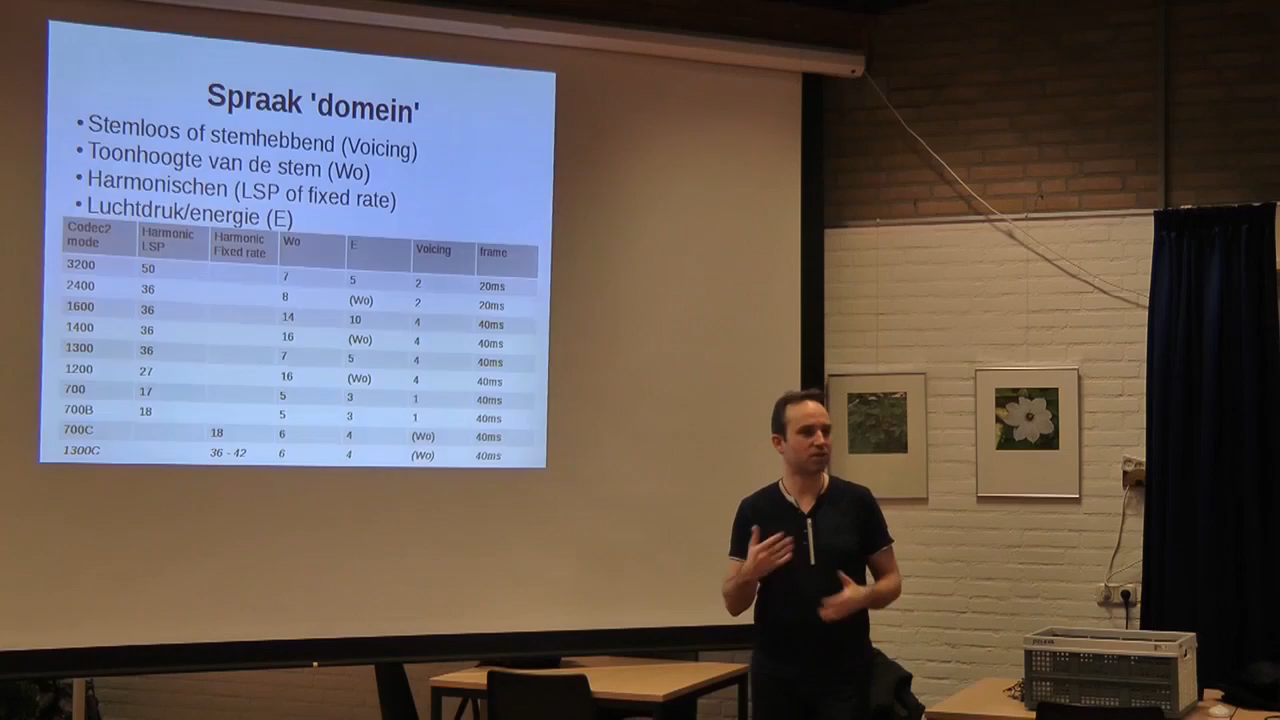 Spraak 'domein'
• Stemloos of stemhebbend (Voicing)
• Toonhoogte van de stem (Wo)
• Harmonischen (LSP of fixed rate)
• Luchtdruk/energie (E)
Codec2 mode Harmonic LSP Harmonic Fixed rate Wo E Voicing frame
3200 50 7 5 2 20ms
2400 36 8 (Wo) 2 20ms
1600 36 14 10 4 40ms
1400 36 16 (Wo) 4 40ms
1300 36 7 5 4 40ms
1200 27 16 (Wo) 4 40ms
700 17 5 3 1 40ms
700B 18 5 3 1 40ms
700C 18 6 4 (Wo) 40ms
1300C 36 - 42 6 4 (Wo) 40ms